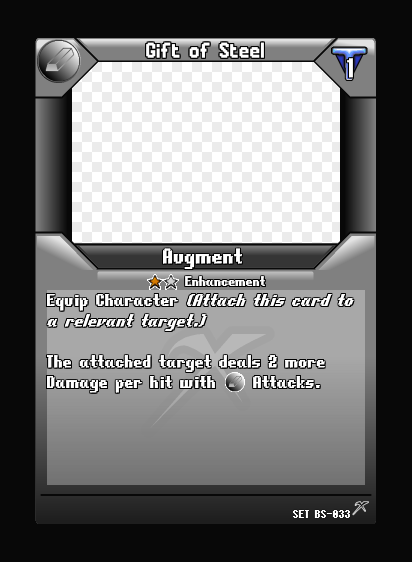 Gift of Steel
1
Augment
Enhancement
Equip Character (Attach this card to
a relevant target.)
The attached target deals 2 more
Damage per hit with Attacks.
SET BS-033